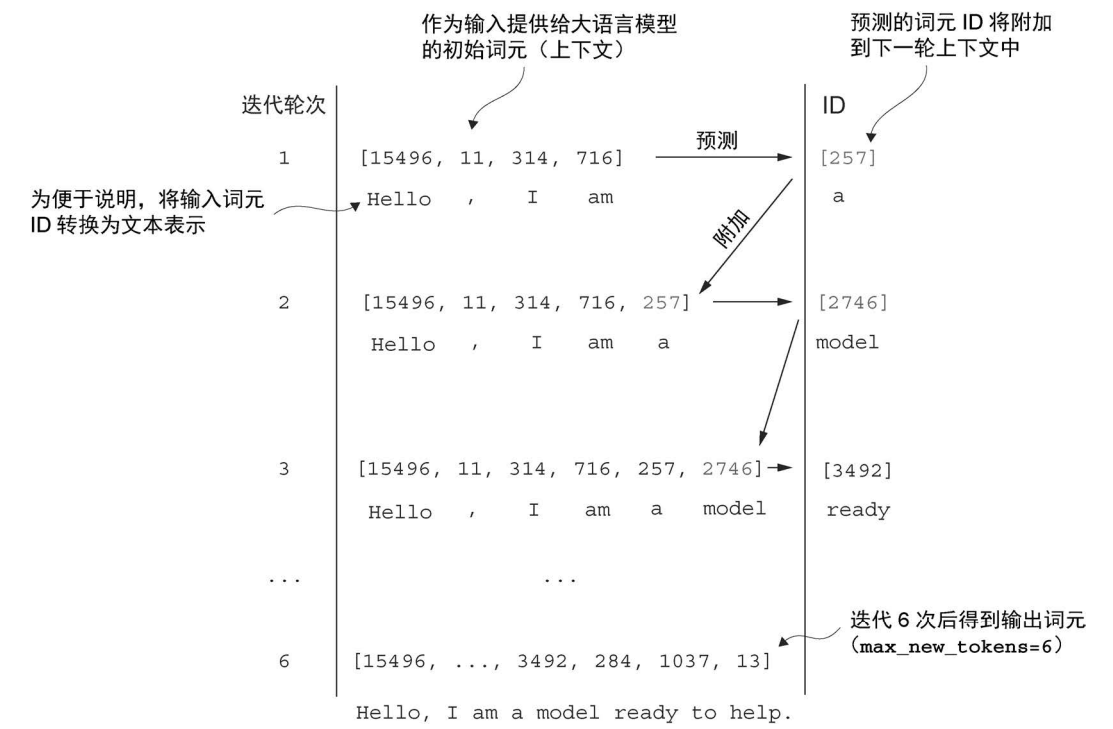 作为输入提供给大语言模型
的初始词元（上下文）
预测的词元 ID 将附加
到下一轮上下文中
迭代轮次
ID
1
[15496, 11, 314, 716]
预测
[257]
Hello , I am
a
为便于说明，将输入词元
ID 转换为文本表示
附加
2
[15496, 11, 314, 716, 257]
[2746]
Hello , I am a
model
3
[15496, 11, 314, 716, 257, 2746]
[3492]
Hello , I am a model
ready
...
...
迭代 6 次后得到输出词元
（max_new_tokens=6）
6
[15496, ..., 3492, 284, 1037, 13]
Hello, I am a model ready to help.